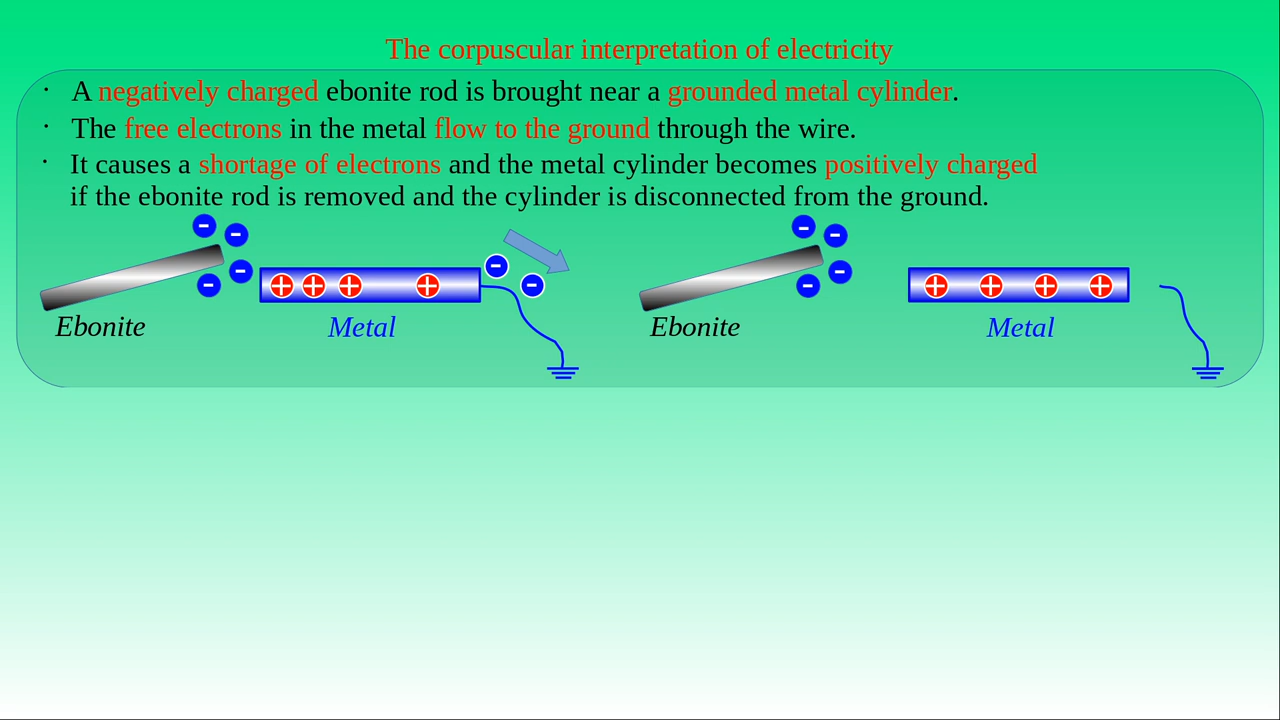 The corpuscular interpretation of electricity
· A negatively charged ebonite rod is brought near a grounded metal cylinder.
· The free electrons in the metal flow to the ground through the wire.
· It causes a shortage of electrons and the metal cylinder becomes positively charged
if the ebonite rod is removed and the cylinder is disconnected from the ground.
Ebonite
Metal
Ebonite
Metal